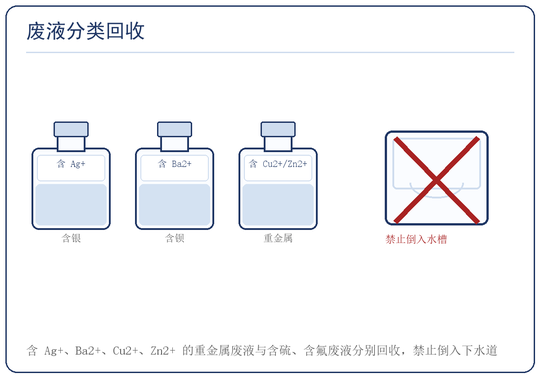 废液分类回收
含 Ag+
含 Ba2+
含 Cu2+/Zn2+
含银
含钡
重金属
禁止倒入水槽
含 Ag+、Ba2+、Cu2+、Zn2+ 的重金属废液与含硫、含氟废液分别回收，禁止倒入下水道